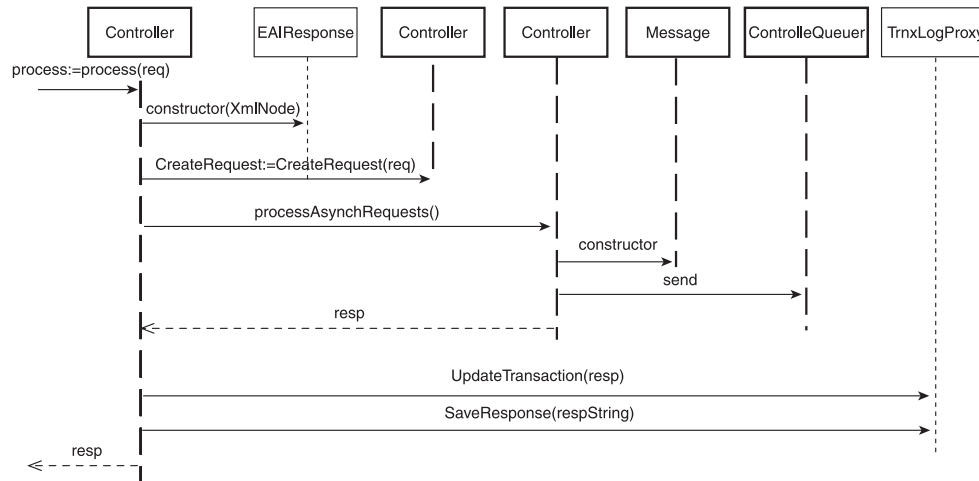 Controller
EAIResponse
Controller
Controller
Message
ControlleQueuer
TrnxLogProxy
process:=process(req)
constructor(XmlNode)
CreateRequest:=CreateRequest(req)
processAsynchRequests()
constructor
send
resp
UpdateTransaction(resp)
SaveResponse(respString)
resp